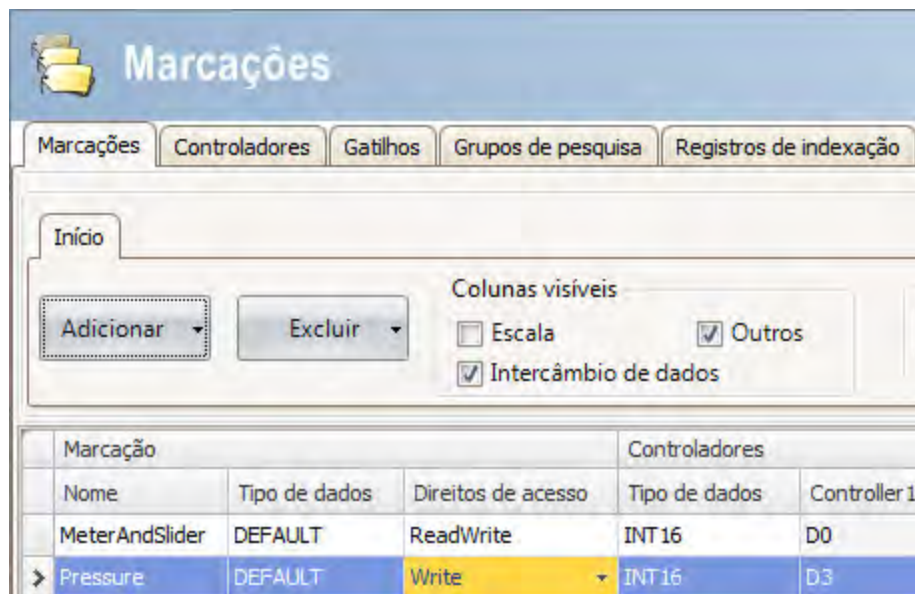 Marcações
Marcações Controladores Gatilhos Grupos de pesquisa Registros de indexação
Início
Adicionar Excluir
Colunas visíveis
Escala Outros
Intercâmbio de dados
Marcação Controladores
Nome Tipo de dados Direitos de acesso Tipo de dados Controller1
MeterAndSlider DEFAULT ReadWrite INT16 D0
Pressure DEFAULT Write INT16 D3